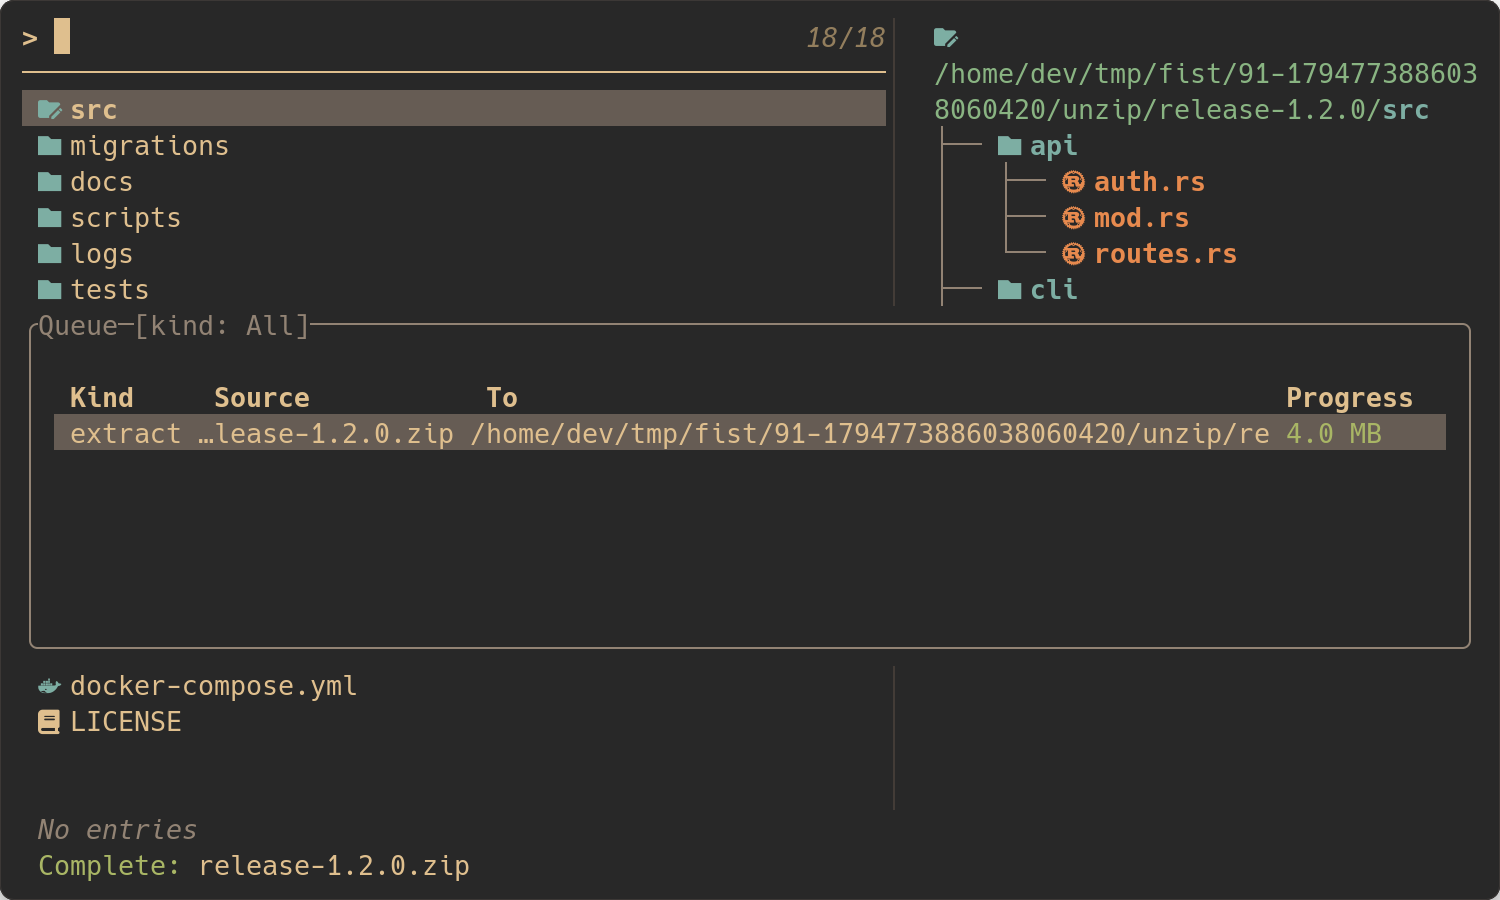 > 18/18
src
migrations
docs
scripts
logs
tests
/home/dev/tmp/fist/91-179477388603
8060420/unzip/release-1.2.0/src
api
auth.rs
mod.rs
routes.rs
cli
Queue [kind: All]
Kind Source To Progress
extract …lease-1.2.0.zip /home/dev/tmp/fist/91-1794773886038060420/unzip/re 4.0 MB
docker-compose.yml
LICENSE
No entries
Complete: release-1.2.0.zip